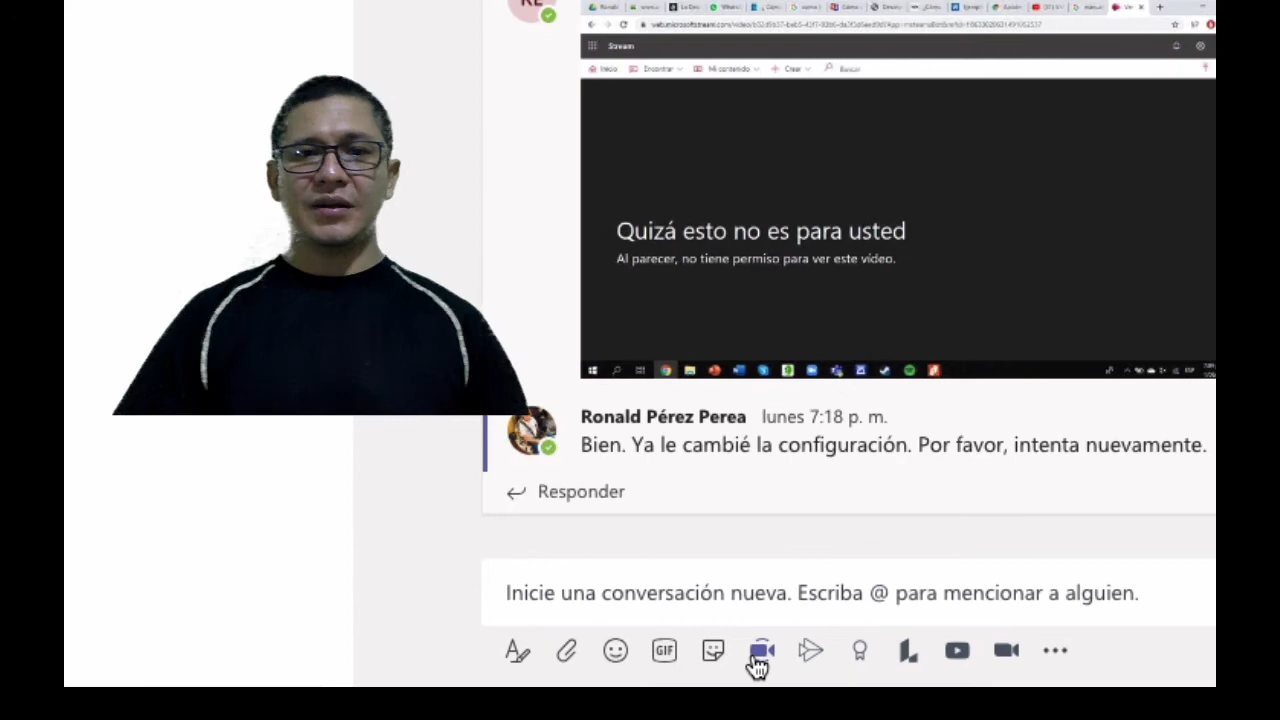 Stream
Inicio Encontrar Mi contenido Crear Buscar
Quizá esto no es para usted
Al parecer, no tiene permiso para ver este vídeo.
Ronald Pérez Perea lunes 7:18 p. m.
Bien. Ya le cambié la configuración. Por favor, intenta nuevamente.
Responder
Inicie una conversación nueva. Escriba @ para mencionar a alguien.
GIF